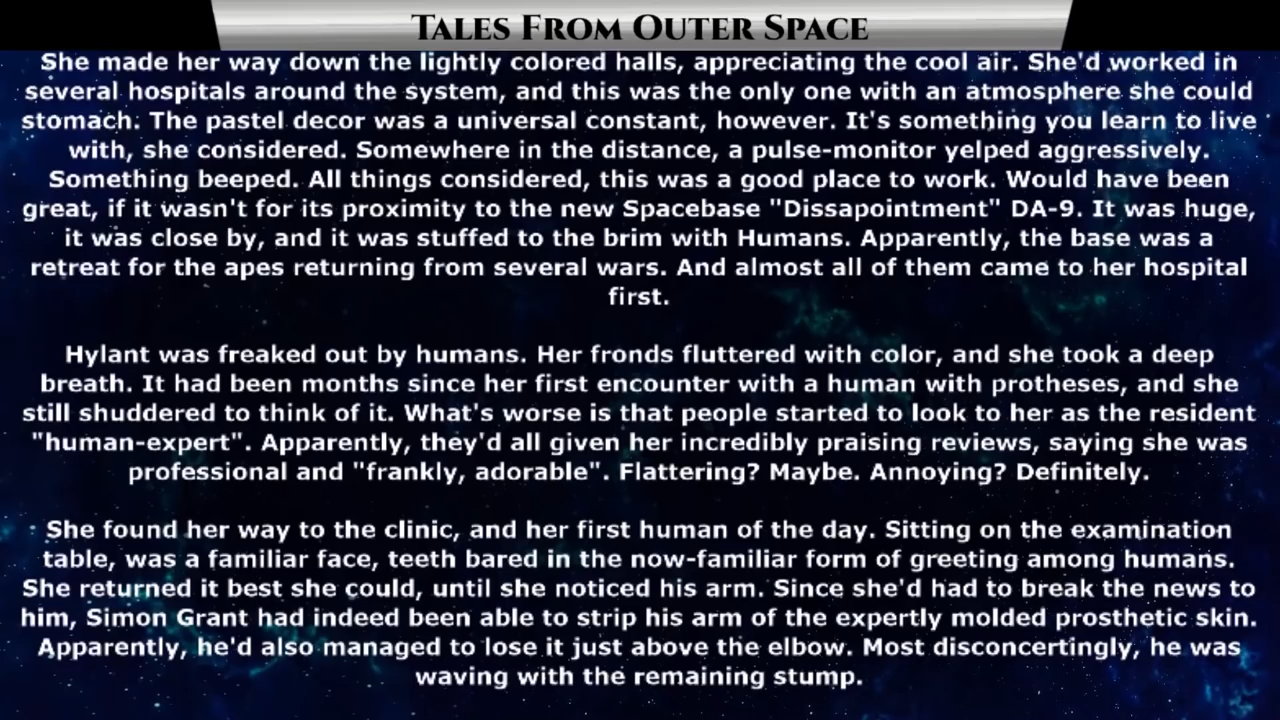 Tales From Outer Space
She made her way down the lightly colored halls, appreciating the cool air. She'd worked in
several hospitals around the system, and this was the only one with an atmosphere she could
stomach. The pastel decor was a universal constant, however. It's something you learn to live
with, she considered. Somewhere in the distance, a pulse-monitor yelped aggressively.
Something beeped. All things considered, this was a good place to work. Would have been
great, if it wasn't for its proximity to the new Spacebase "Dissapointment" DA-9. It was huge,
it was close by, and it was stuffed to the brim with Humans. Apparently, the base was a
retreat for the apes returning from several wars. And almost all of them came to her hospital
first.
Hylant was freaked out by humans. Her fronds fluttered with color, and she took a deep
breath. It had been months since her first encounter with a human with protheses, and she
still shuddered to think of it. What's worse is that people started to look to her as the resident
"human-expert". Apparently, they'd all given her incredibly praising reviews, saying she was
professional and "frankly, adorable". Flattering? Maybe. Annoying? Definitely.
She found her way to the clinic, and her first human of the day. Sitting on the examination
table, was a familiar face, teeth bared in the now-familiar form of greeting among humans.
She returned it best she could, until she noticed his arm. Since she'd had to break the news to
him, Simon Grant had indeed been able to strip his arm of the expertly molded prosthetic skin.
Apparently, he'd also managed to lose it just above the elbow. Most disconcertingly, he was
waving with the remaining stump.